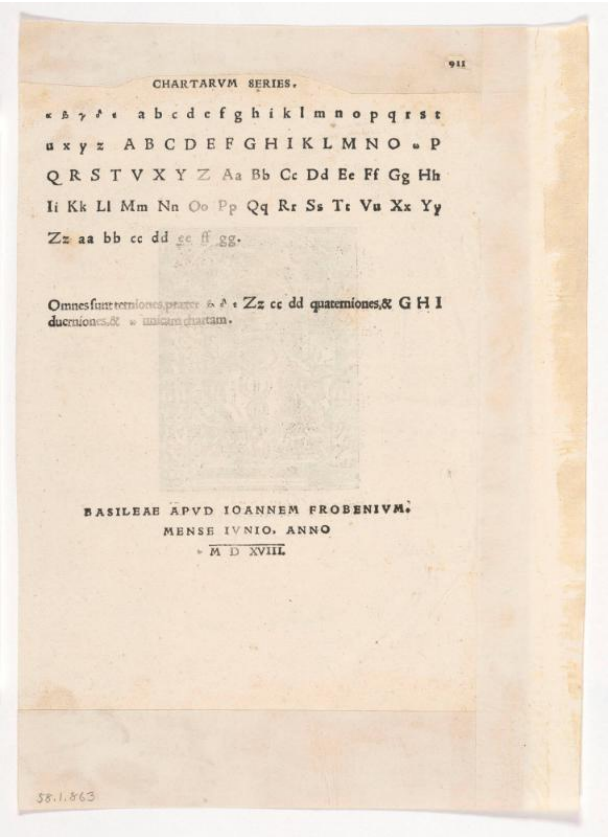 911
CHARTARVM SERIES.
α β γ δ ε a b c d e f g h i k l m n o p q r s t
u x y z A B C D E F G H I K L M N O ω P
Q R S T V X Y Z Aa Bb Cc Dd Ee Ff Gg Hh
Ii Kk Ll Mm Nn Oo Pp Qq Rr Ss Tt Vu Xx Yy
Zz aa bb cc dd ee ff gg.
Omnes sunt terniones, præter β δ ε Zz cc dd quaterniones, & G H I
duerniones, & ω unicam chartam.
BASILEAE APVD IOANNEM FROBENIVM.
MENSE IVNIO. ANNO
M D XVIII.
58.1.863